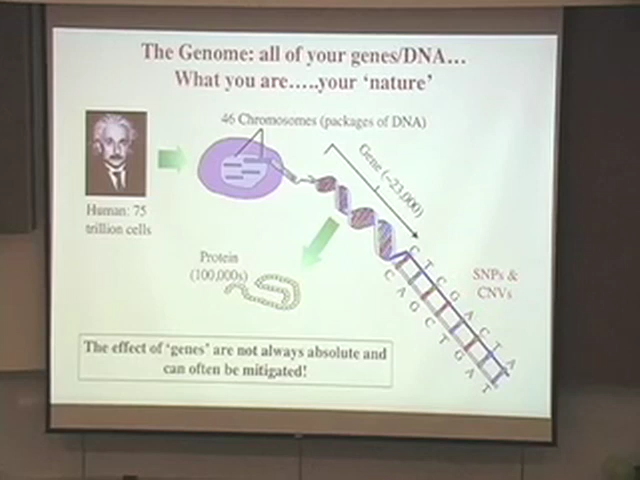 The Genome: all of your genes/DNA…
What you are…..your ‘nature’
46 Chromosomes (packages of DNA)
Gene (~23,000)
Human: 75
trillion cells
Protein
(100,000s)
SNPs &
CNVs
C T C G A C T A
C A G C T G A T
The effect of ‘genes’ are not always absolute and
can often be mitigated!